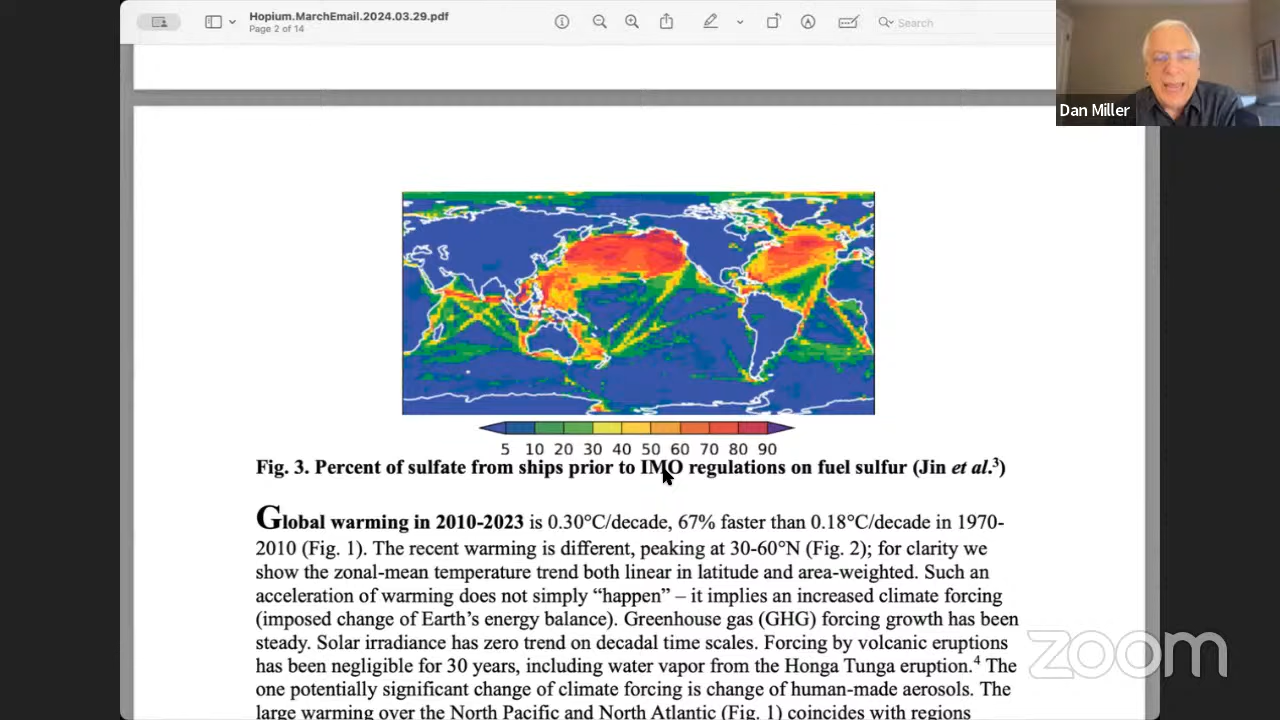 Hopium.MarchEmail.2024.03.29.pdf
Page 2 of 14
Search
Dan Miller
5 10 20 30 40 50 60 70 80 90
Fig. 3. Percent of sulfate from ships prior to IMO regulations on fuel sulfur (Jin et al.³)
Global warming in 2010-2023 is 0.30°C/decade, 67% faster than 0.18°C/decade in 1970-
2010 (Fig. 1). The recent warming is different, peaking at 30-60°N (Fig. 2); for clarity we
show the zonal-mean temperature trend both linear in latitude and area-weighted. Such an
acceleration of warming does not simply “happen” – it implies an increased climate forcing
(imposed change of Earth’s energy balance). Greenhouse gas (GHG) forcing growth has been
steady. Solar irradiance has zero trend on decadal time scales. Forcing by volcanic eruptions
has been negligible for 30 years, including water vapor from the Honga Tunga eruption.⁴ The
one potentially significant change of climate forcing is change of human-made aerosols. The
large warming over the North Pacific and North Atlantic (Fig. 1) coincides with regions
zoom